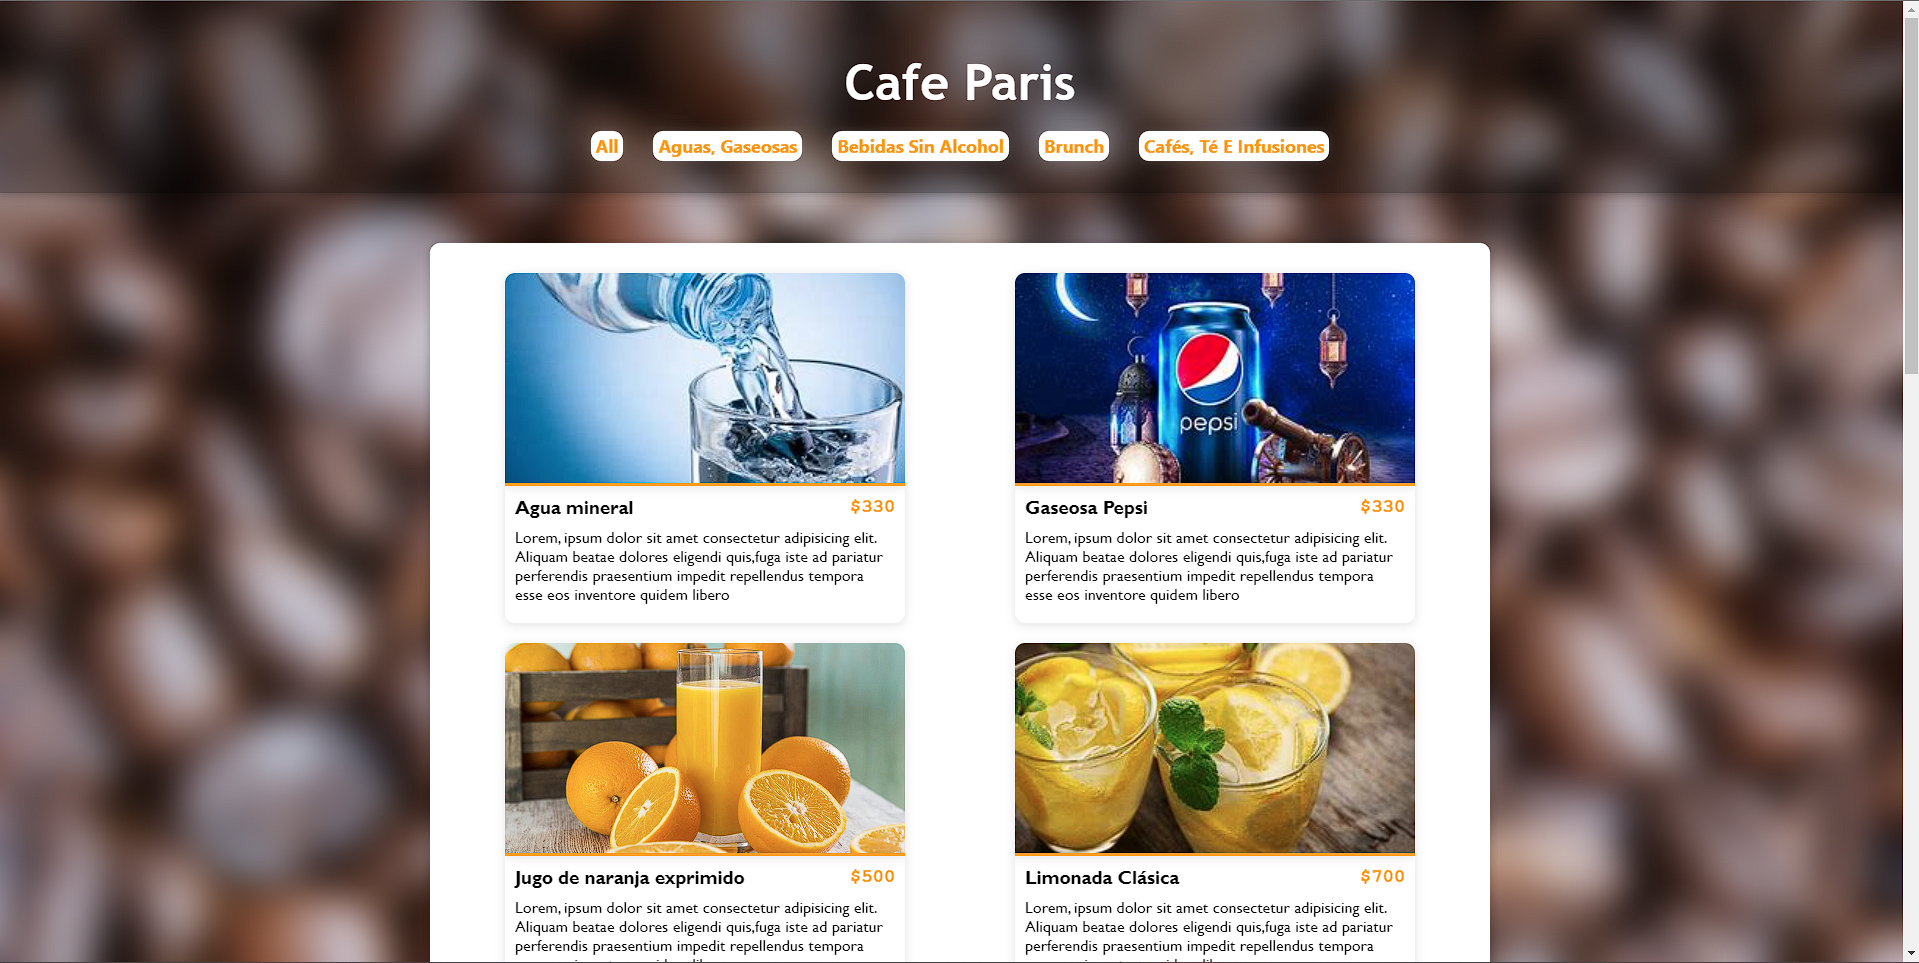 Cafe Paris
All Aguas, Gaseosas Bebidas Sin Alcohol Brunch Cafés, Té E Infusiones
pepsi
Agua mineral $330
Lorem, ipsum dolor sit amet consectetur adipisicing elit.
Aliquam beatae dolores eligendi quis,fuga iste ad pariatur
perferendis praesentium impedit repellendus tempora
esse eos inventore quidem libero
Gaseosa Pepsi $330
Lorem, ipsum dolor sit amet consectetur adipisicing elit.
Aliquam beatae dolores eligendi quis,fuga iste ad pariatur
perferendis praesentium impedit repellendus tempora
esse eos inventore quidem libero
Jugo de naranja exprimido $500
Lorem, ipsum dolor sit amet consectetur adipisicing elit.
Aliquam beatae dolores eligendi quis,fuga iste ad pariatur
perferendis praesentium impedit repellendus tempora
Limonada Clásica $700
Lorem, ipsum dolor sit amet consectetur adipisicing elit.
Aliquam beatae dolores eligendi quis,fuga iste ad pariatur
perferendis praesentium impedit repellendus tempora